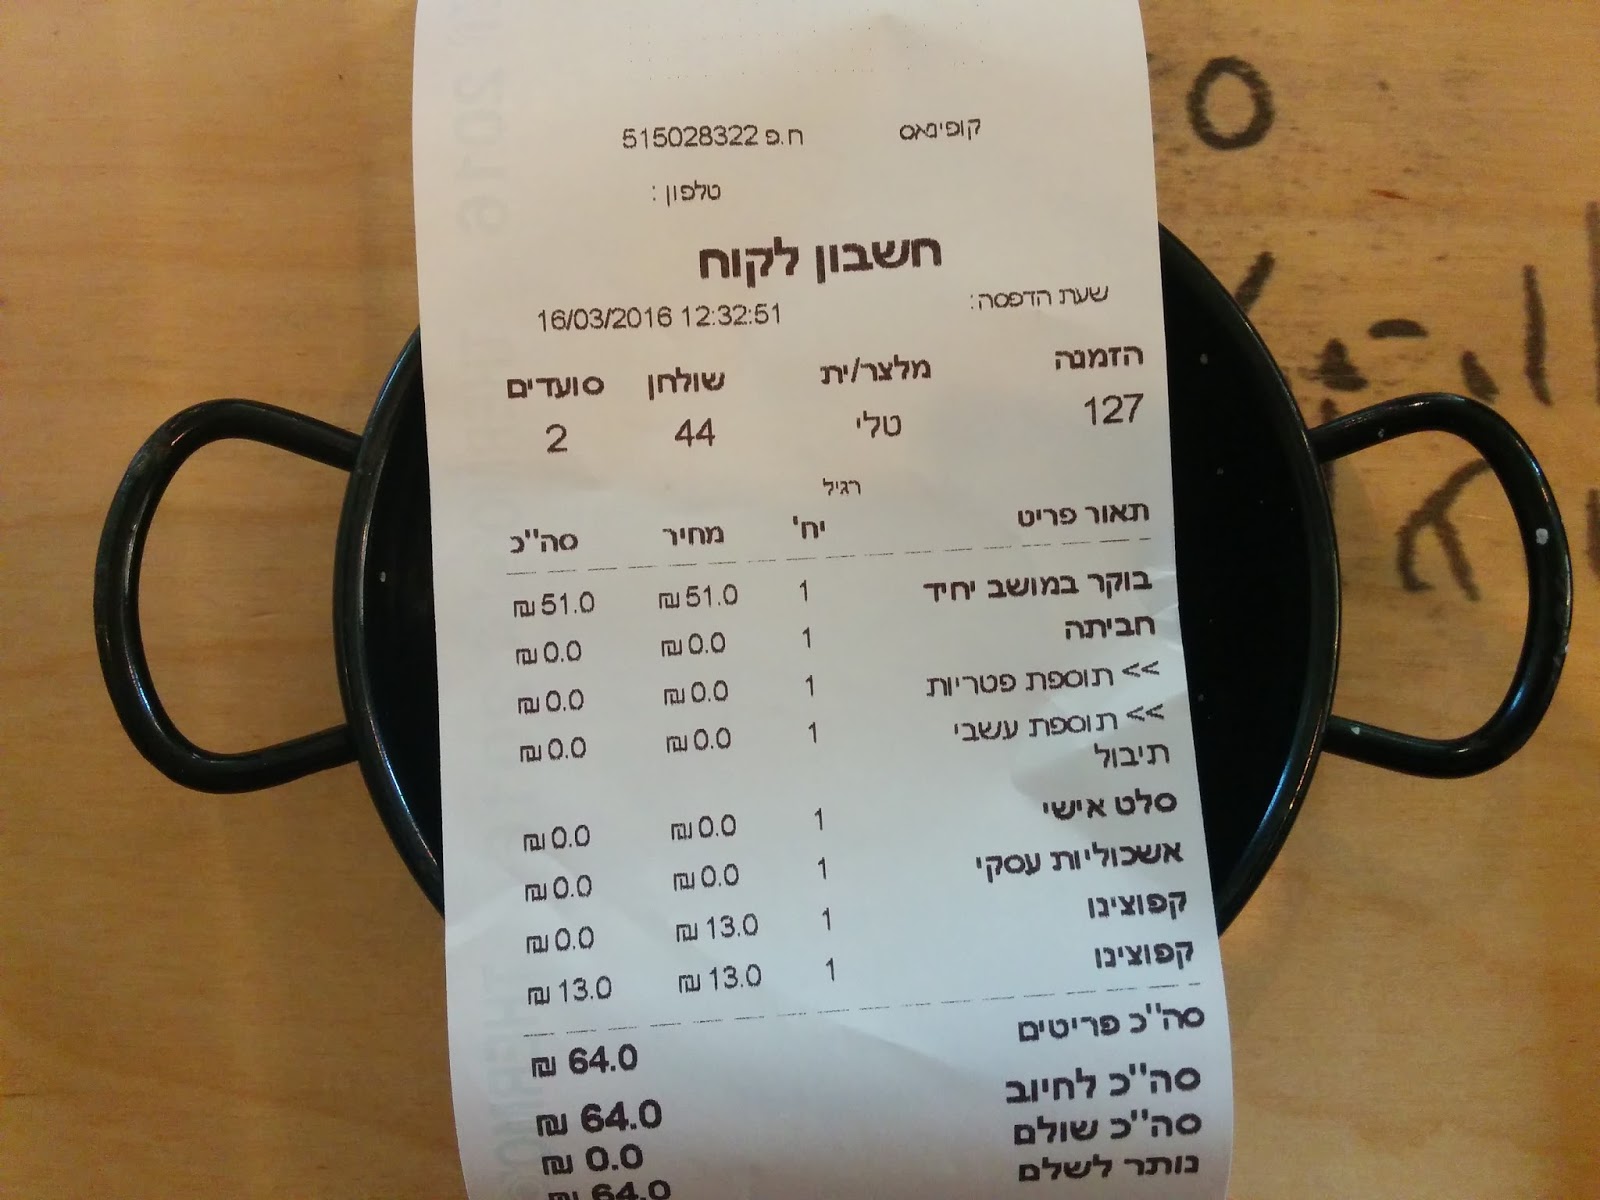 קופינאס ח.פ 515028322
טלפון :
חשבון לקוח
שעת הדפסה: 16/03/2016 12:32:51
הזמנה מלצר/ית שולחן סועדים
127 טלי 44 2
רגיל
תאור פריט יח' מחיר סה"כ
בוקר במושב יחיד 1 ₪ 51.0 ₪ 51.0
חביתה 1 ₪ 0.0 ₪ 0.0
>> תוספת פטריות 1 ₪ 0.0 ₪ 0.0
>> תוספת עשבי 1 ₪ 0.0 ₪ 0.0
תיבול
סלט אישי 1 ₪ 0.0 ₪ 0.0
אשכוליות עסקי 1 ₪ 0.0 ₪ 0.0
קפוצינו 1 ₪ 13.0 ₪ 0.0
קפוצינו 1 ₪ 13.0 ₪ 13.0
סה"כ פריטים ₪ 64.0
סה"כ לחיוב ₪ 64.0
סה"כ שולם ₪ 0.0
נותר לשלם ₪ 64.0